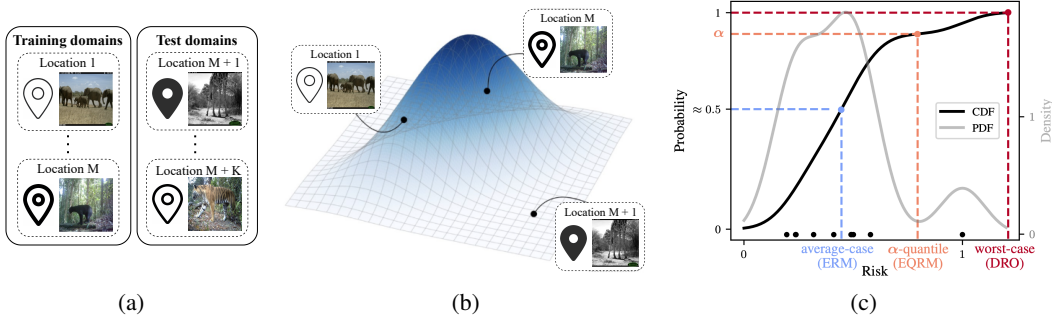 Training domains
Location 1
Location M
Test domains
Location M + 1
Location M + K
(a)
Location 1
Location M
Location M + 1
(b)
1
α
≈ 0.5
0
Probability
CDF
PDF
1
0
Density
0
1
average-case
(ERM)
α-quantile
(EQRM)
worst-case
(DRO)
Risk
(c)